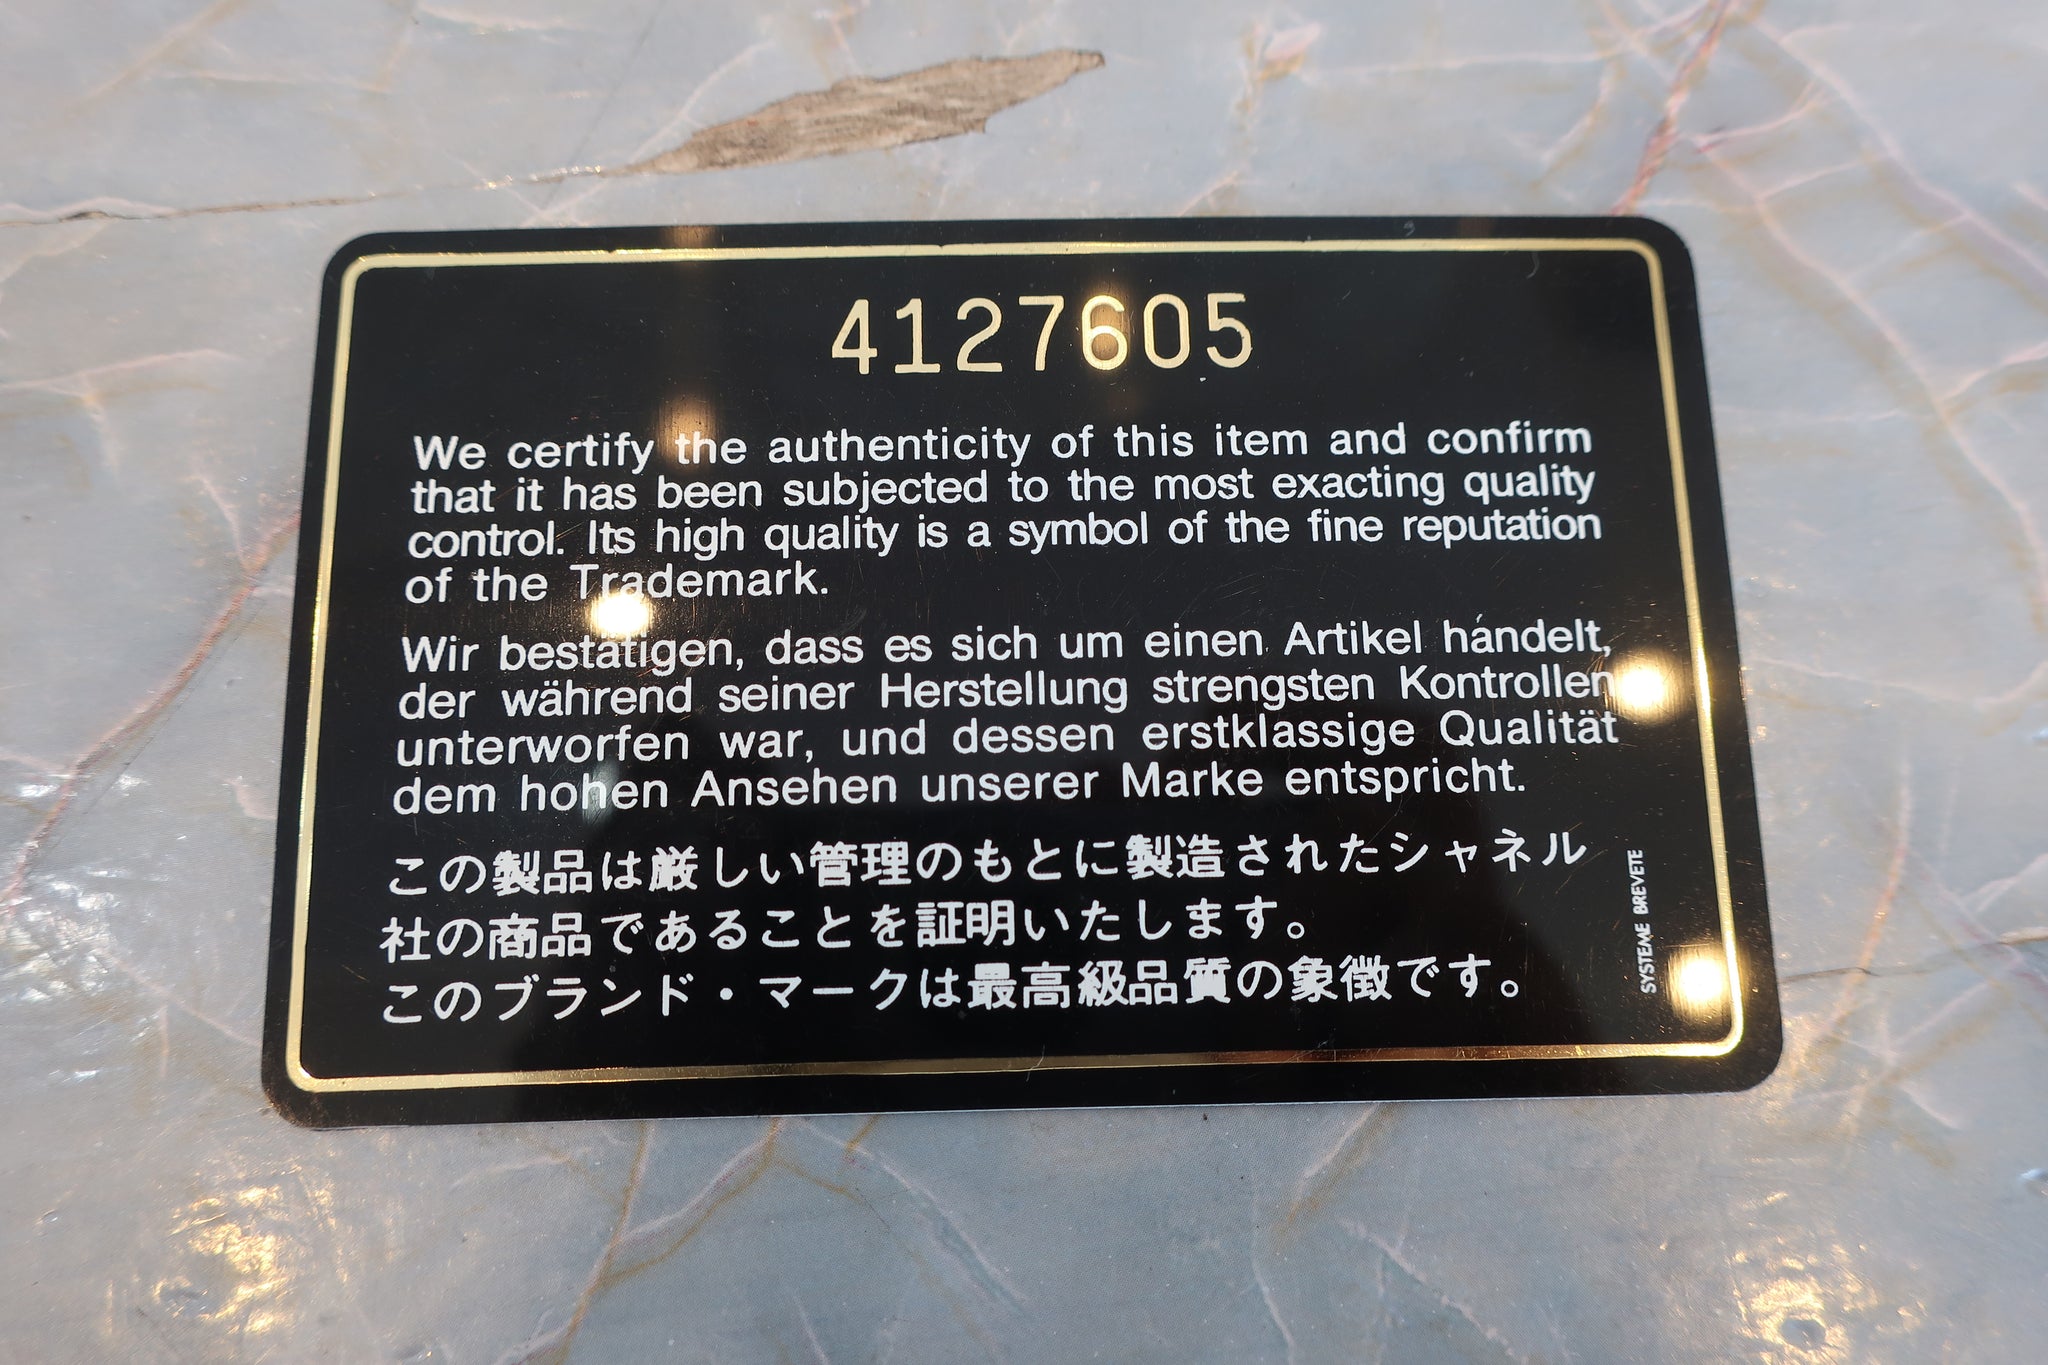 4127605
We certify the authenticity of this item and confirm
that it has been subjected to the most exacting quality
control. Its high quality is a symbol of the fine reputation
of the Trademark.
Wir bestätigen, dass es sich um einen Artikel hándelt,
der während seiner Herstellung strengsten Kontrollen
unterworfen war, und dessen erstklassige Qualität
dem hohen Ansehen unserer Marke entspricht.
この製品は厳しい管理のもとに製造されたシャネル
社の商品であることを証明いたします。
このブランド・マークは最高級品質の象徴です。
SYSTEME BREVETE